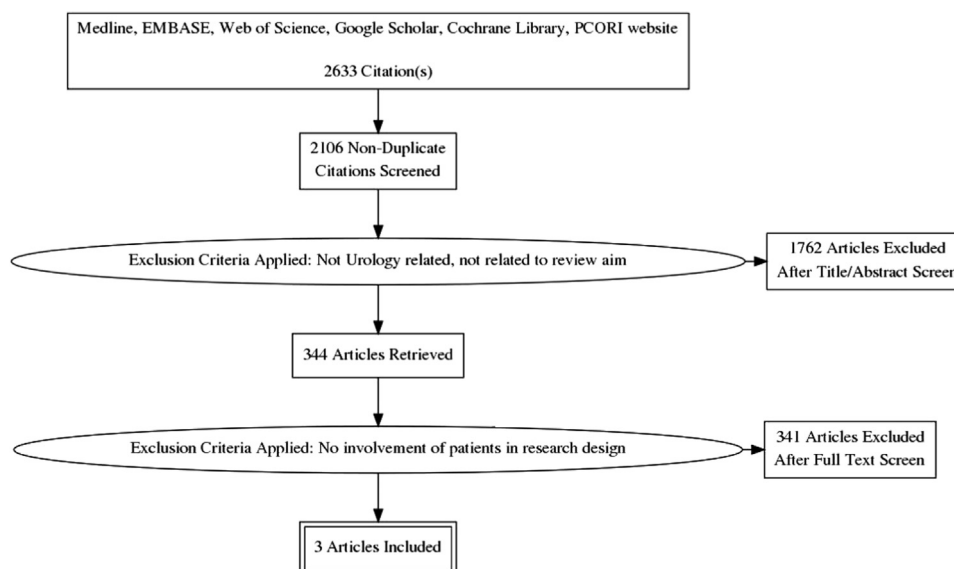 Medline, EMBASE, Web of Science, Google Scholar, Cochrane Library, PCORI website
2633 Citation(s)
2106 Non-Duplicate
Citations Screened
Exclusion Criteria Applied: Not Urology related, not related to review aim
1762 Articles Excluded
After Title/Abstract Screen
344 Articles Retrieved
Exclusion Criteria Applied: No involvement of patients in research design
341 Articles Excluded
After Full Text Screen
3 Articles Included